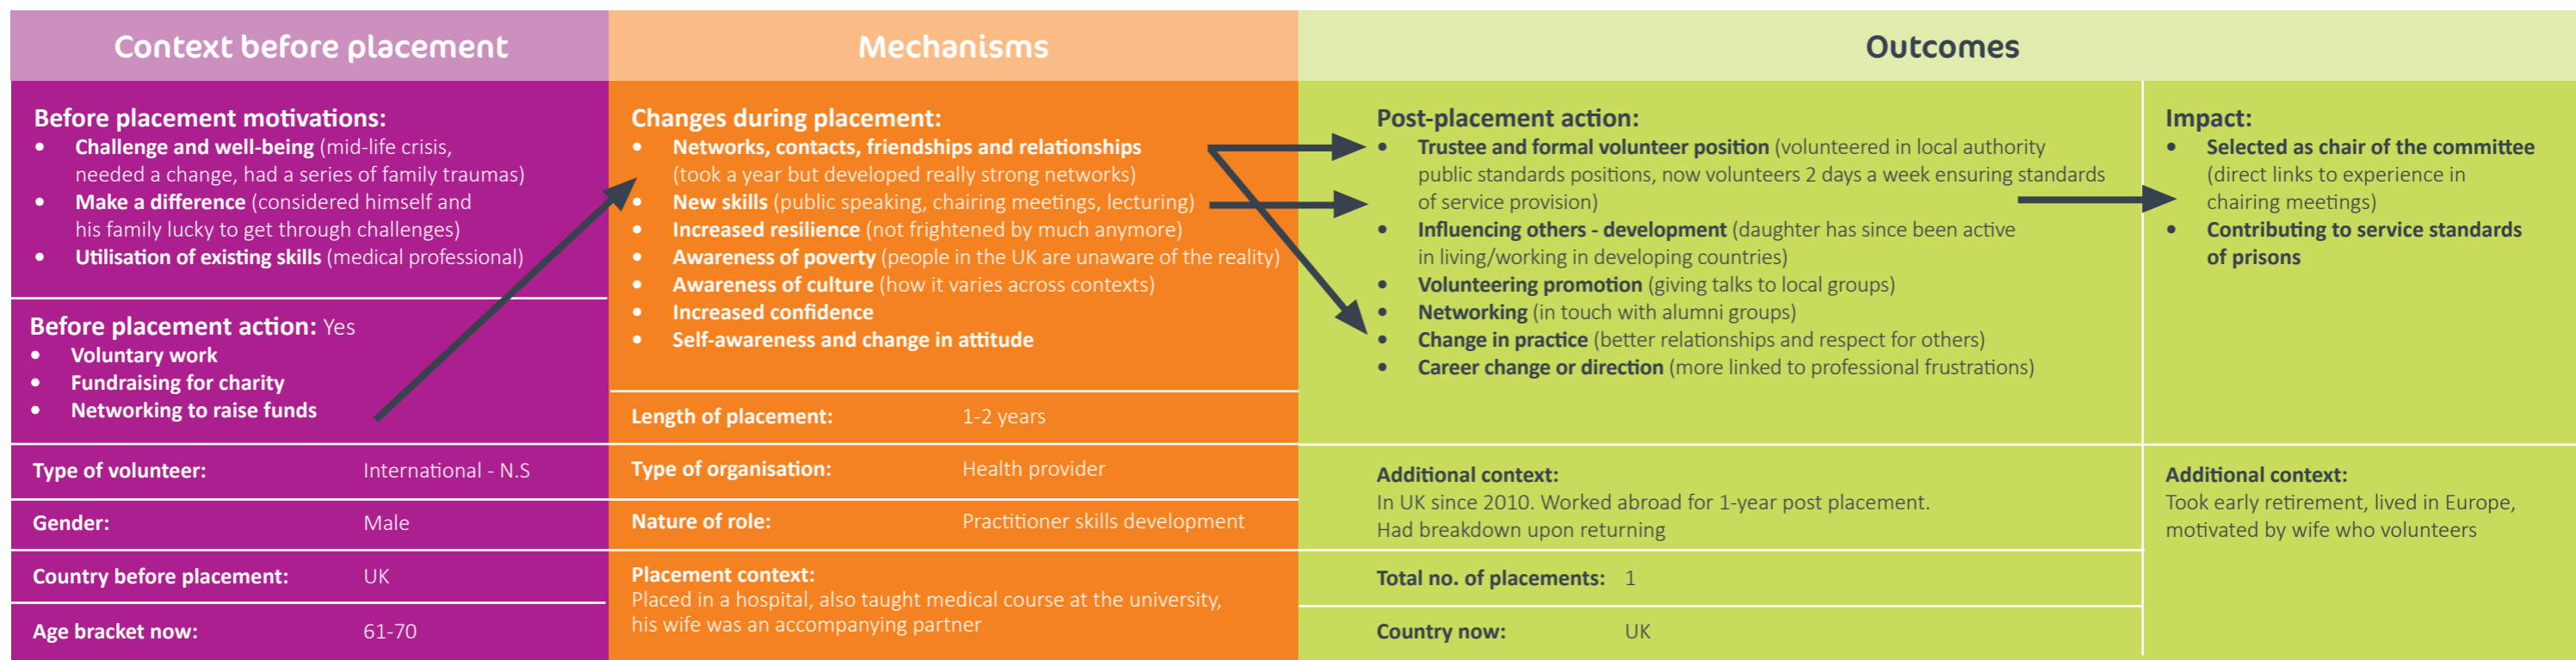 Context before placement
Mechanisms
Outcomes
Before placement motivations:
• Challenge and well-being (mid-life crisis,
needed a change, had a series of family traumas)
• Make a difference (considered himself and
his family lucky to get through challenges)
• Utilisation of existing skills (medical professional)
Before placement action: Yes
• Voluntary work
• Fundraising for charity
• Networking to raise funds
Type of volunteer: International - N.S
Gender: Male
Country before placement: UK
Age bracket now: 61-70
Changes during placement:
• Networks, contacts, friendships and relationships
(took a year but developed really strong networks)
• New skills (public speaking, chairing meetings, lecturing)
• Increased resilience (not frightened by much anymore)
• Awareness of poverty (people in the UK are unaware of the reality)
• Awareness of culture (how it varies across contexts)
• Increased confidence
• Self-awareness and change in attitude
Length of placement: 1-2 years
Type of organisation: Health provider
Nature of role: Practitioner skills development
Placement context:
Placed in a hospital, also taught medical course at the university,
his wife was an accompanying partner
Post-placement action:
• Trustee and formal volunteer position (volunteered in local authority
public standards positions, now volunteers 2 days a week ensuring standards
of service provision)
• Influencing others - development (daughter has since been active
in living/working in developing countries)
• Volunteering promotion (giving talks to local groups)
• Networking (in touch with alumni groups)
• Change in practice (better relationships and respect for others)
• Career change or direction (more linked to professional frustrations)
Additional context:
In UK since 2010. Worked abroad for 1-year post placement.
Had breakdown upon returning
Total no. of placements: 1
Country now: UK
Impact:
• Selected as chair of the committee
(direct links to experience in
chairing meetings)
• Contributing to service standards
of prisons
Additional context:
Took early retirement, lived in Europe,
motivated by wife who volunteers